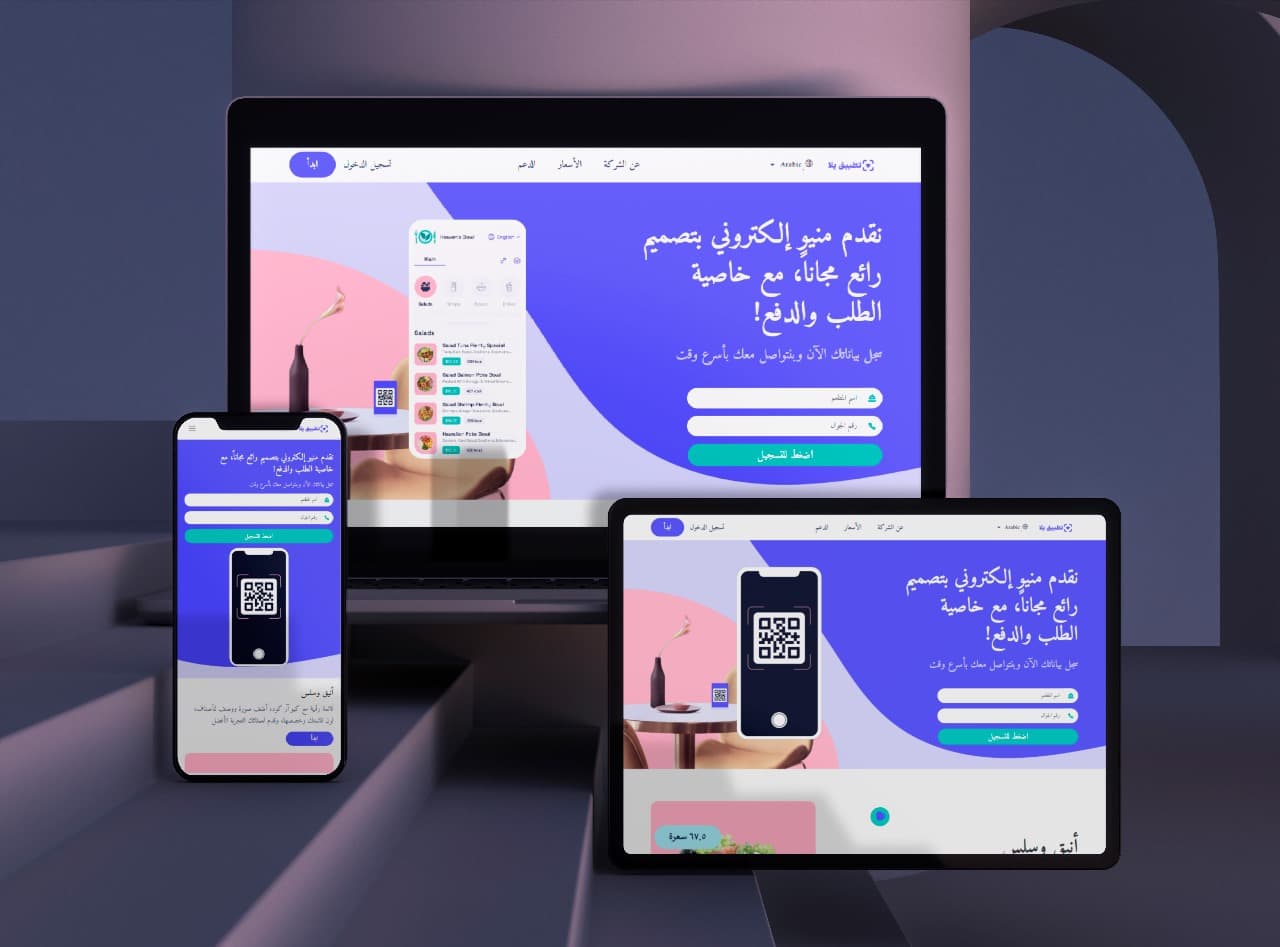 تطبيق يلا
Arabic
عن الشركة
الأسعار
الدعم
تسجيل الدخول
ابدأ
نقدم منيو إلكتروني بتصميم
رائع مجاناً، مع خاصية
الطلب والدفع!
سجل بياناتك الآن وبنتواصل معك بأسرع وقت
اسم المطعم
رقم الجوال
اضغط للتسجيل
Heaven's Bowl
English
Main
Salads
Salads
Salad Tuna Plenty Special
Salad Salmon Poke Bowl
Salad Shrimp Plenty Bowl
Hawaiian Poke Bowl
تطبيق يلا
نقدم منيو إلكتروني بتصميم رائع مجاناً، مع
خاصية الطلب والدفع!
سجل بياناتك الآن وبنتواصل معك بأسرع وقت
اسم المطعم
رقم الجوال
اضغط للتسجيل
أنيق وسلس
ابدأ
تطبيق يلا
Arabic
عن الشركة
الأسعار
الدعم
تسجيل الدخول
ابدأ
نقدم منيو إلكتروني بتصميم
رائع مجاناً، مع خاصية
الطلب والدفع!
سجل بياناتك الآن وبنتواصل معك بأسرع وقت
اسم المطعم
رقم الجوال
اضغط للتسجيل
٦٧,٥ سعرة
أنيق وسلس